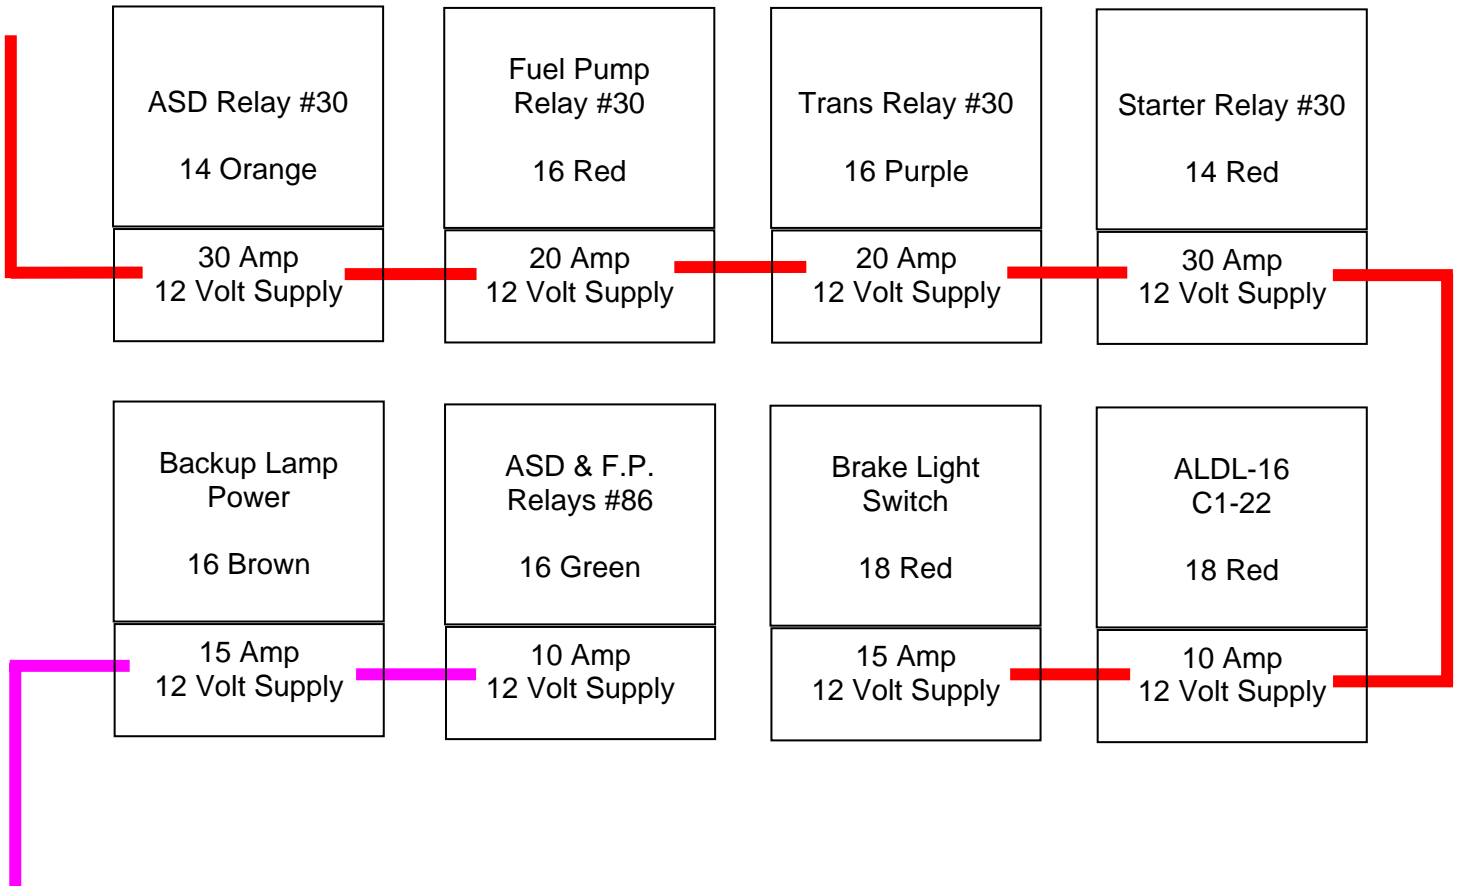 ASD Relay #30
14 Orange
30 Amp
12 Volt Supply
Fuel Pump
Relay #30
16 Red
20 Amp
12 Volt Supply
Trans Relay #30
16 Purple
20 Amp
12 Volt Supply
Starter Relay #30
14 Red
30 Amp
12 Volt Supply
Backup Lamp
Power
16 Brown
15 Amp
12 Volt Supply
ASD & F.P.
Relays #86
16 Green
10 Amp
12 Volt Supply
Brake Light
Switch
18 Red
15 Amp
12 Volt Supply
ALDL-16
C1-22
18 Red
10 Amp
12 Volt Supply